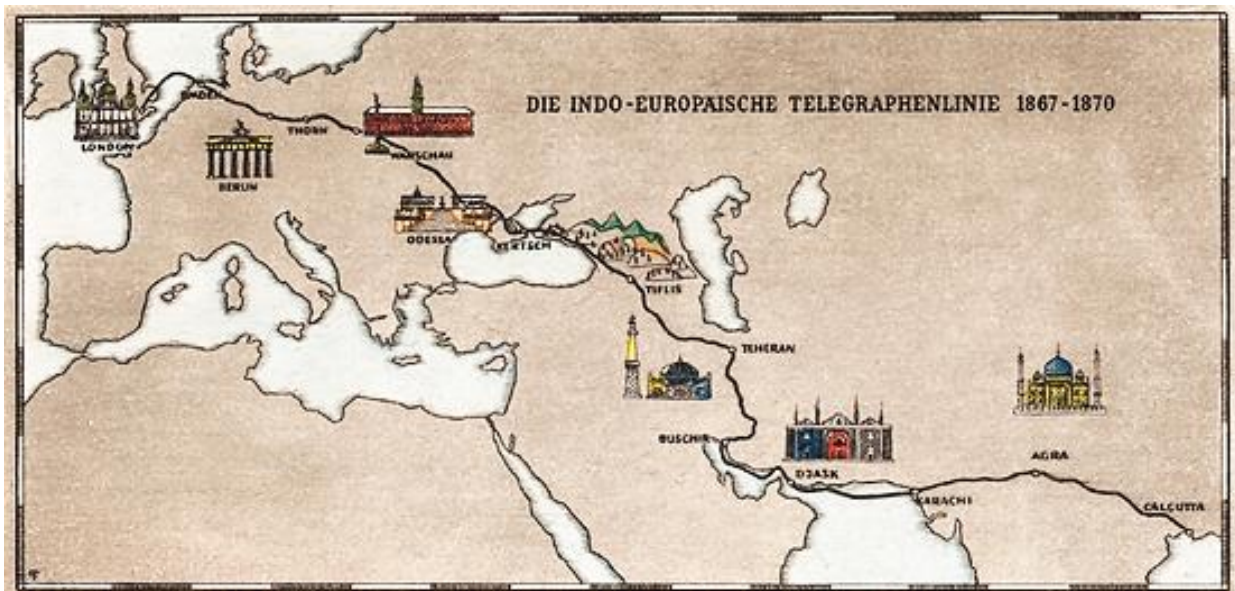 DIE INDO-EUROPÄISCHE TELEGRAPHENLINIE 1867-1870
LONDON
EMDEN
BERLIN
THORN
WARSCHAU
ODESSA
KERTSCH
TIFLIS
TEHERAN
BUSCHIR
DJASK
KARACHI
AGRA
CALCUTTA